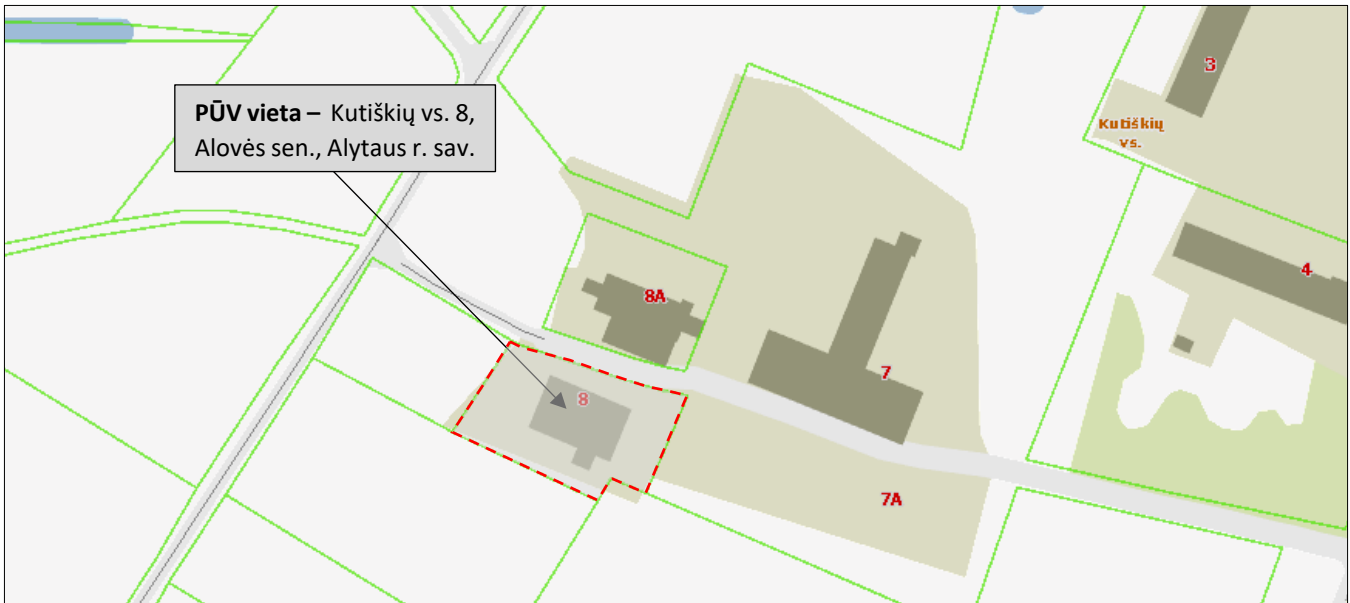 3
PŪV vieta – Kutiškių vs. 8,
Alovės sen., Alytaus r. sav.
Kutiškių
vs.
4
8A
7
8
7A